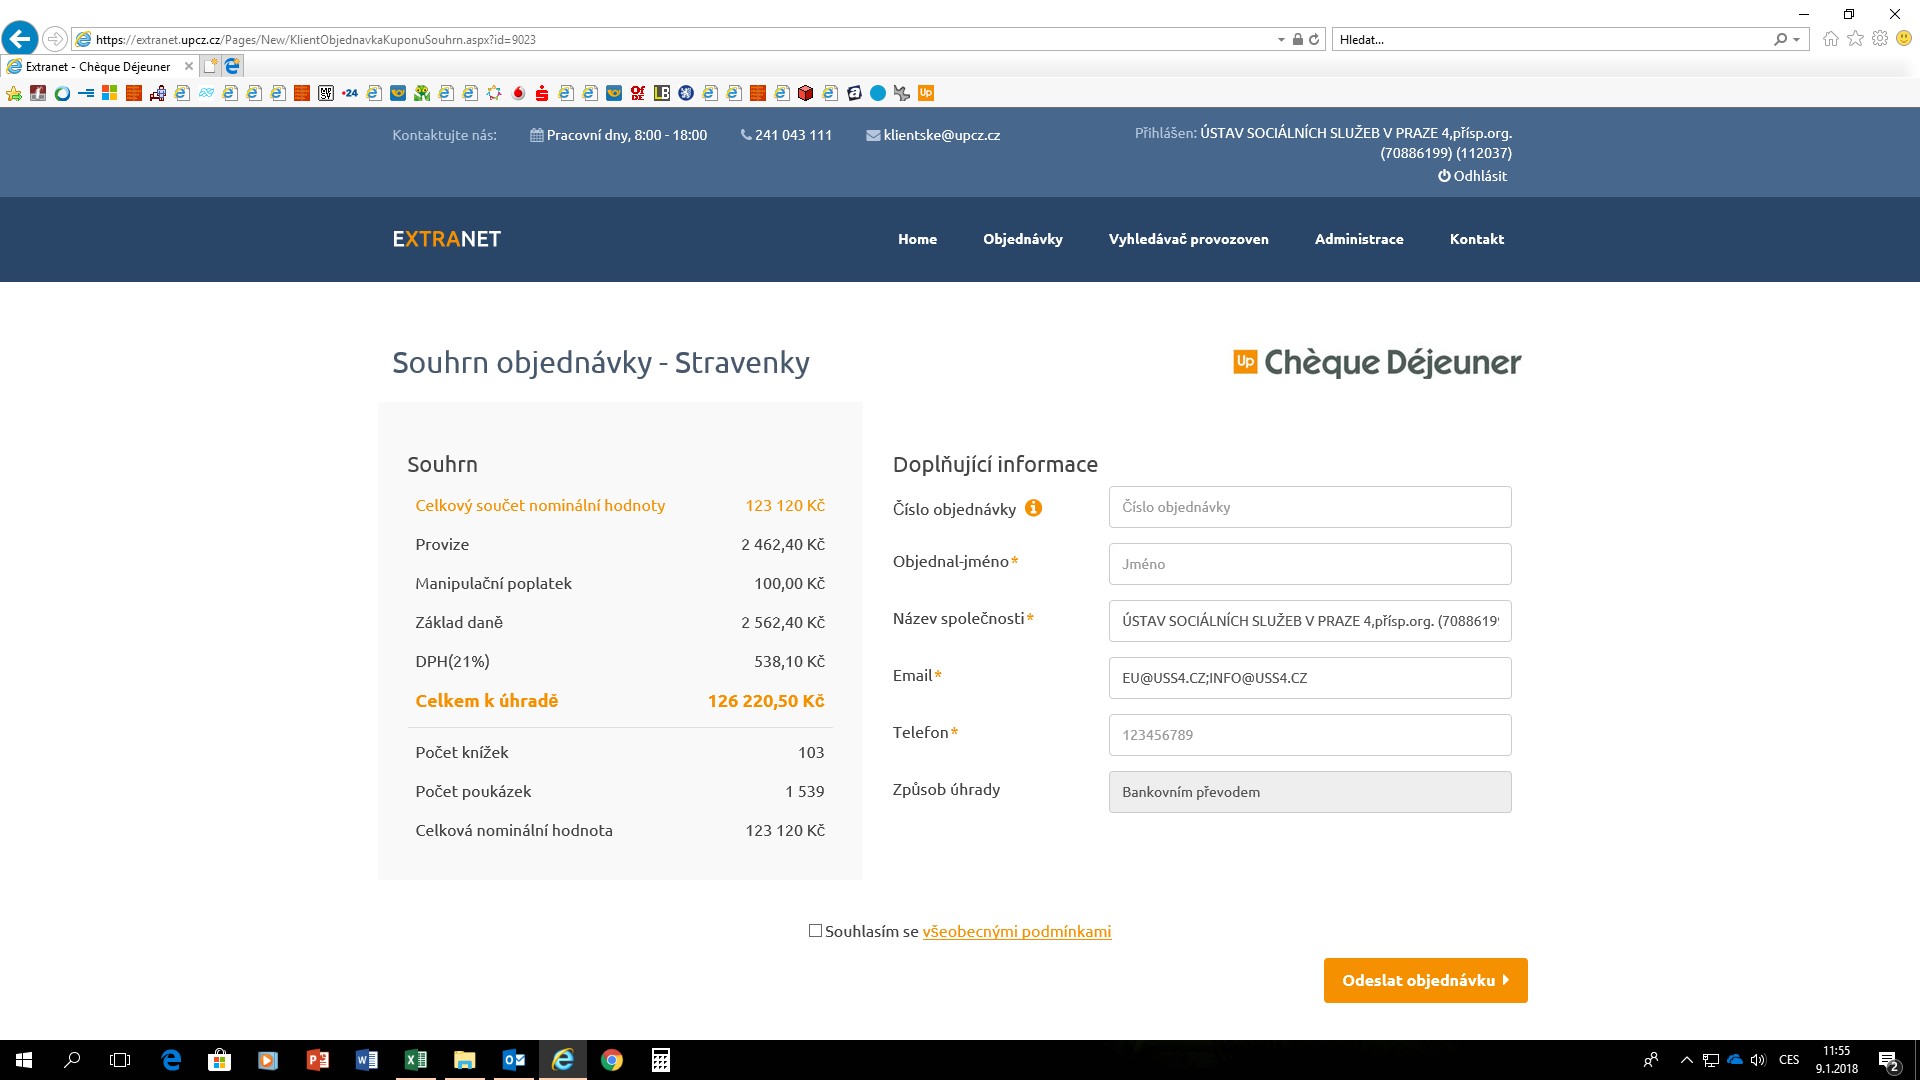 https://extranet.upcz.cz/Pages/New/KlientObjednavkaKuponuSouhrn.aspx?id=9023
Hledat...
Extranet - Chèque Déjeuner
Kontaktujte nás:
Pracovní dny, 8:00 - 18:00
241 043 111
klientske@upcz.cz
Přihlášen: ÚSTAV SOCIÁLNÍCH SLUŽEB V PRAZE 4,přísp.org.
(70886199) (112037)
Odhlásit
EXTRANET
Home
Objednávky
Vyhledávač provozoven
Administrace
Kontakt
Souhrn objednávky - Stravenky
Up Chèque Déjeuner
Souhrn
Celkový součet nominální hodnoty 123 120 Kč
Provize 2 462,40 Kč
Manipulační poplatek 100,00 Kč
Základ daně 2 562,40 Kč
DPH(21%) 538,10 Kč
Celkem k úhradě 126 220,50 Kč
Počet knížek 103
Počet poukázek 1 539
Celková nominální hodnota 123 120 Kč
Doplňující informace
Číslo objednávky Číslo objednávky
Objednal-jméno* Jméno
Název společnosti* ÚSTAV SOCIÁLNÍCH SLUŽEB V PRAZE 4,přísp.org. (7088619
Email* EU@USS4.CZ;INFO@USS4.CZ
Telefon* 123456789
Způsob úhrady Bankovním převodem
Souhlasím se všeobecnými podmínkami
Odeslat objednávku
CES
11:55
9.1.2018
2